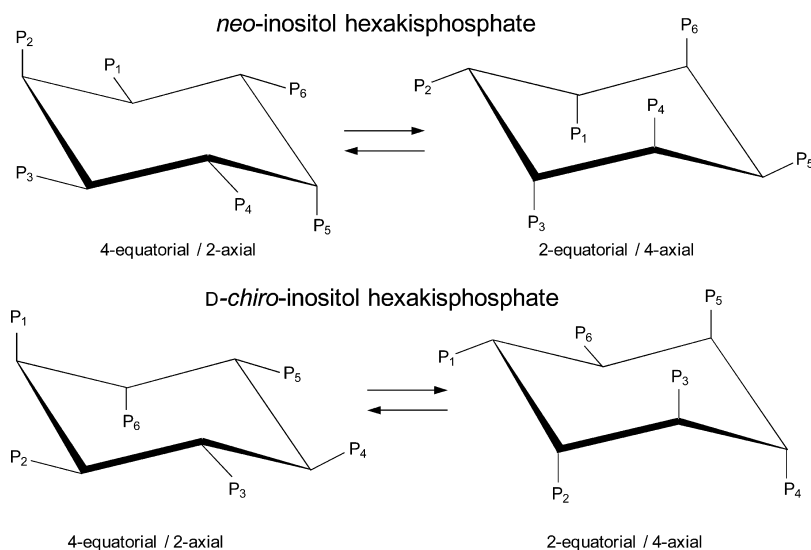 neo-inositol hexakisphosphate
P2 P1 P6 P3 P4 P5
P6 P2 P4 P1 P5 P3
4-equatorial / 2-axial
2-equatorial / 4-axial
D-chiro-inositol hexakisphosphate
P1 P5 P6 P2 P4 P3
P5 P6 P1 P3 P2 P4
4-equatorial / 2-axial
2-equatorial / 4-axial